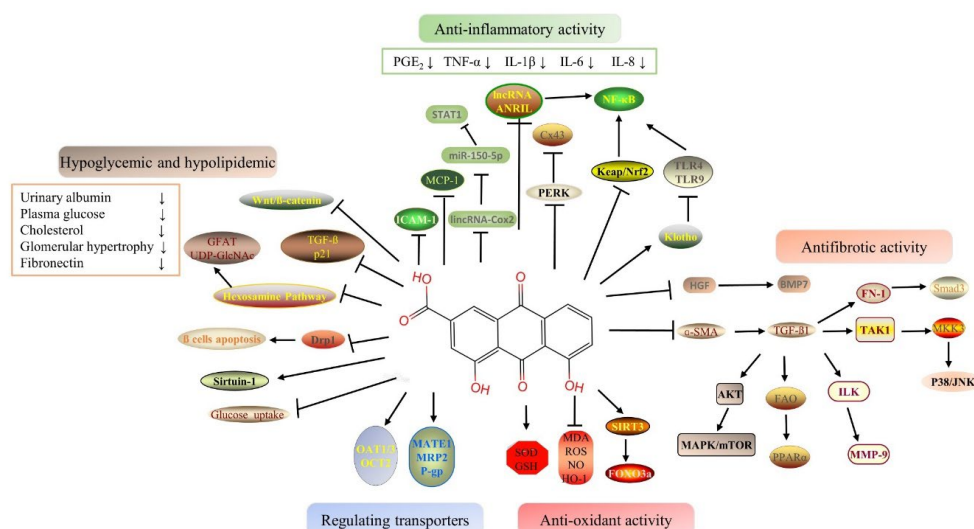 Anti-inflammatory activity
PGE₂ ↓ TNF-α ↓ IL-1β ↓ IL-6 ↓ IL-8 ↓
lncRNA
ANRIL
NF-κB
STAT1
Cx43
miR-150-5p
TLR4
TLR9
Keap/Nrf2
MCP-1
PERK
Hypoglycemic and hypolipidemic
Urinary albumin ↓
Plasma glucose ↓
Cholesterol ↓
Glomerular hypertrophy ↓
Fibronectin ↓
Wnt/ß-catenin
ICAM-1
lincRNA-Cox2
Klotho
TGF-ß
p21
GFAT
UDP-GlcNAc
Hexosamine Pathway
Antifibrotic activity
HGF
BMP7
FN-1
Smad3
α-SMA
TGF-β1
TAK1
MKK3
P38/JNK
HO
O
O
O
OH
OH
ß cells apoptosis
Drp1
Sirtuin-1
Glucose uptake
AKT
FAO
ILK
MAPK/mTOR
PPARα
MMP-9
OAT1/3
OCT2
MATE1
MRP2
P-gp
SOD
GSH
MDA
ROS
NO
HO-1
SIRT3
FOXO3a
Regulating transporters
Anti-oxidant activity